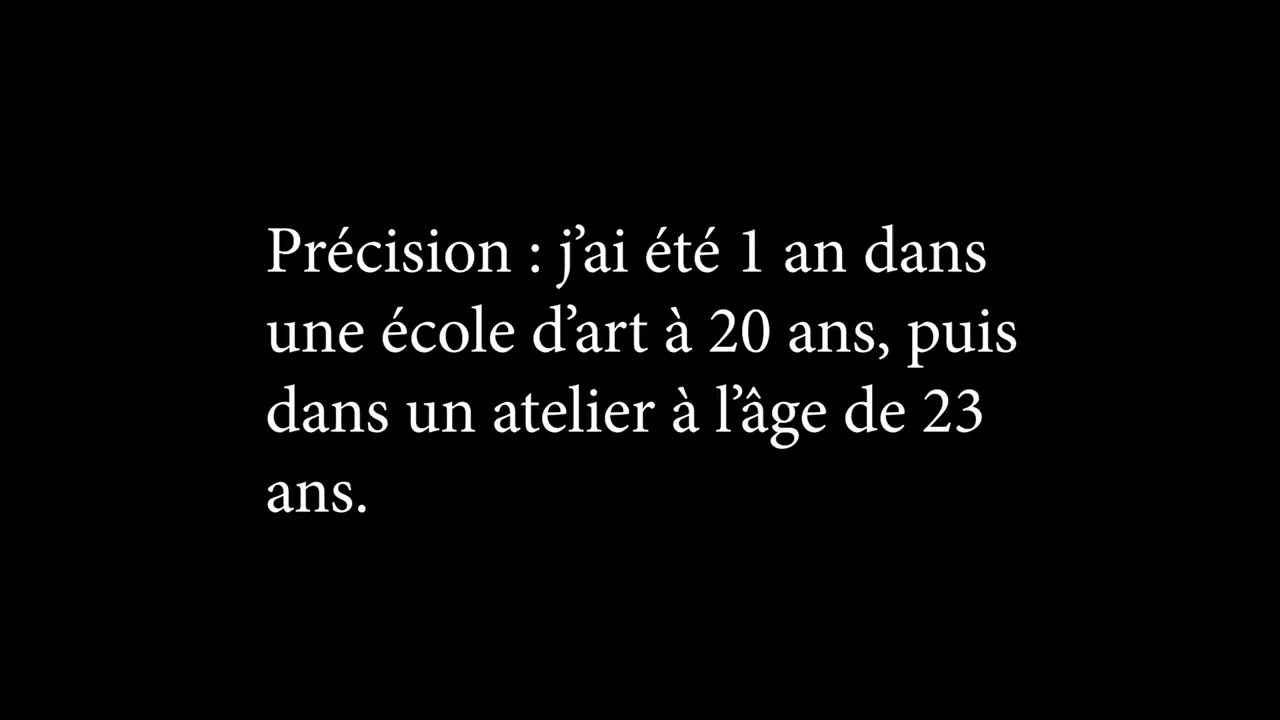 Précision : j’ai été 1 an dans
une école d’art à 20 ans, puis
dans un atelier à l’âge de 23
ans.